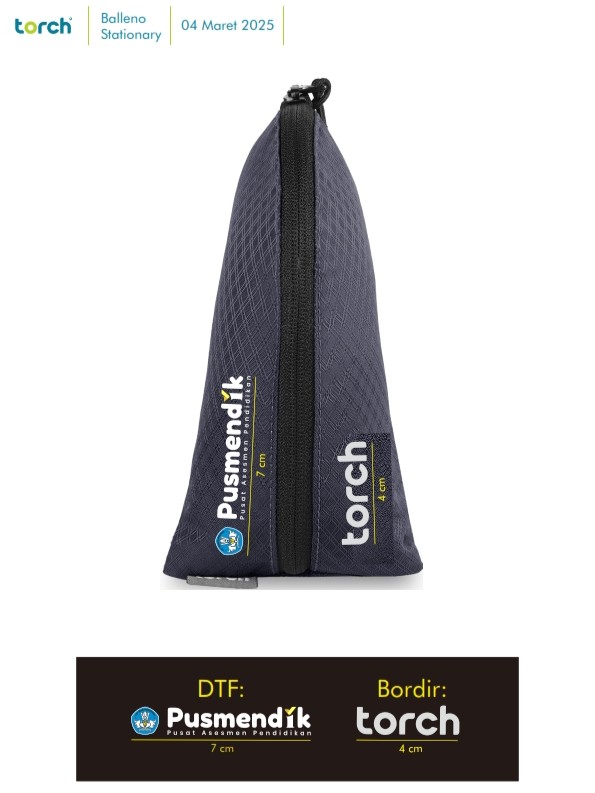 torch
Balleno
Stationary
04 Maret 2025
Pusmendik
Pusat Asesmen Pendidikan
7 cm
torch
4 cm
torch
DTF:
Pusmendik
Pusat Asesmen Pendidikan
7 cm
Bordir:
torch
4 cm